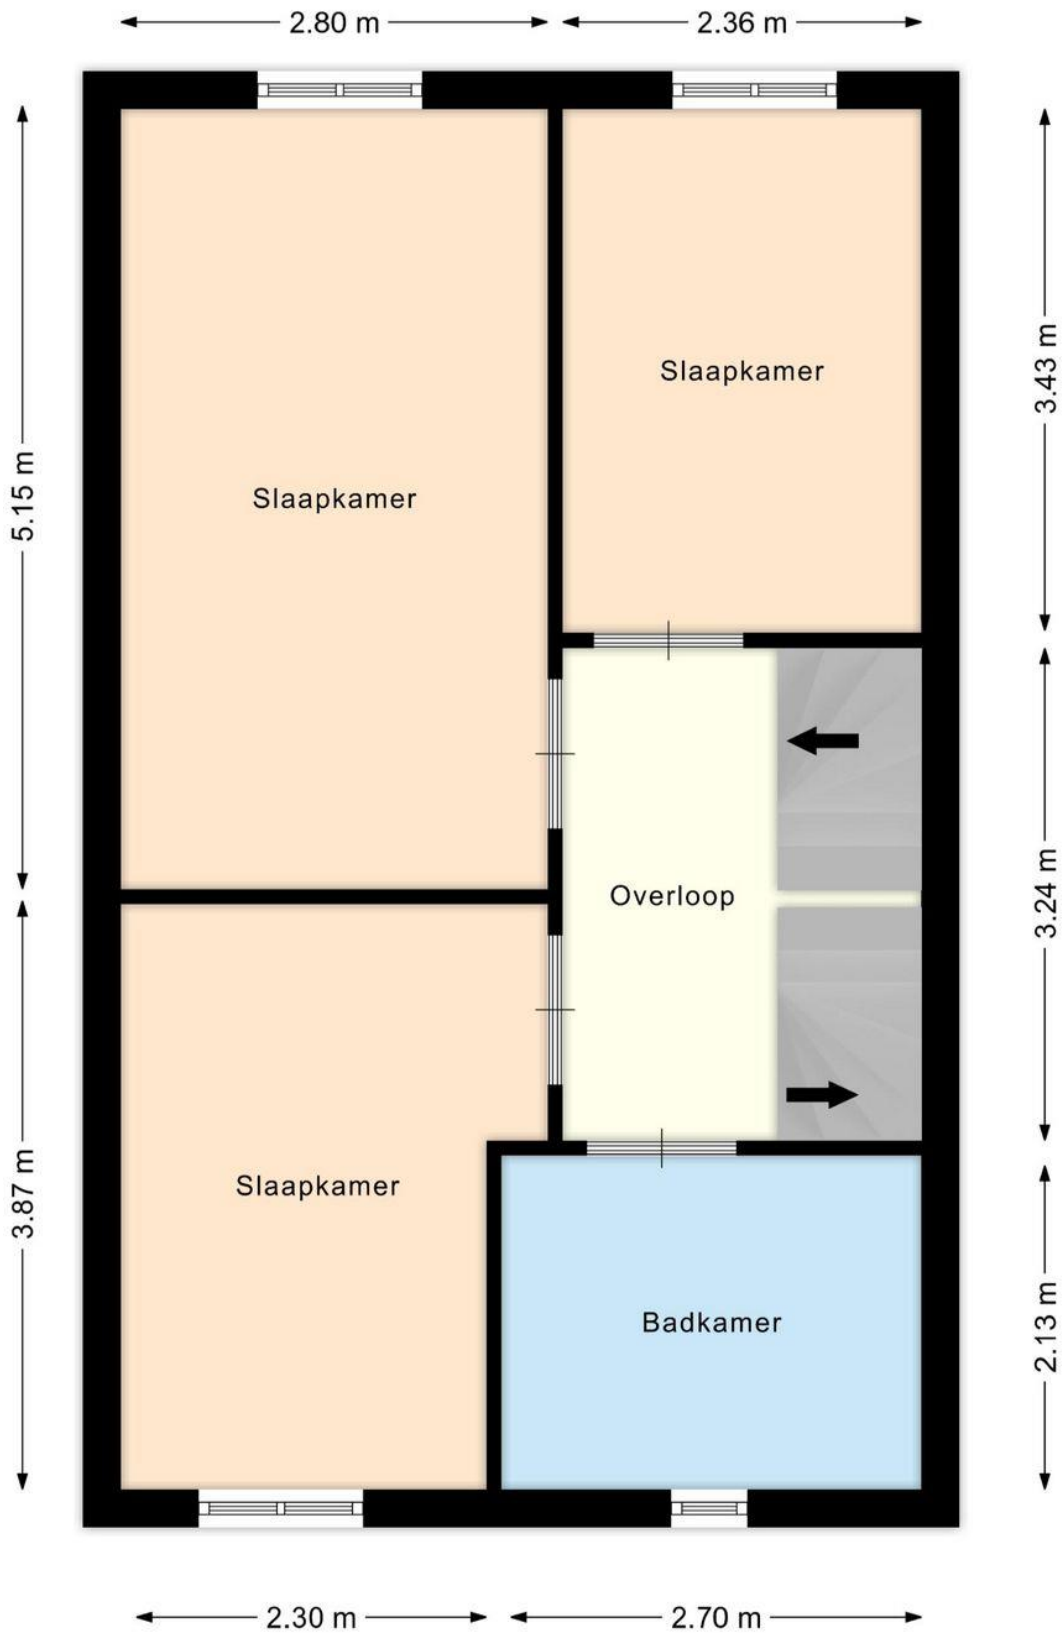 2.80 m
2.36 m
Slaapkamer
3.43 m
5.15 m
Slaapkamer
Overloop
3.24 m
3.87 m
Slaapkamer
Badkamer
2.13 m
2.30 m
2.70 m